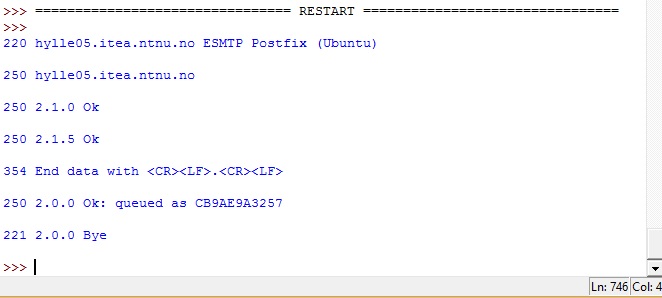 >>> ================================ RESTART ================================
>>>
220 hylle05.itea.ntnu.no ESMTP Postfix (Ubuntu)
250 hylle05.itea.ntnu.no
250 2.1.0 Ok
250 2.1.5 Ok
354 End data with <CR><LF>.<CR><LF>
250 2.0.0 Ok: queued as CB9AE9A3257
221 2.0.0 Bye
>>>
Ln: 746 Col: 4